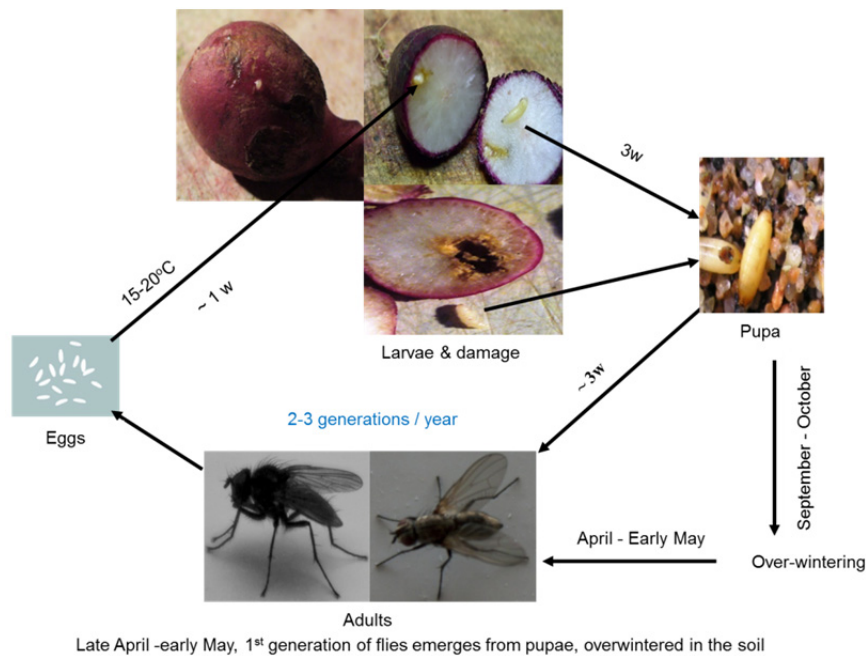 3w
15-20°C
~ 1 w
Pupa
Larvae & damage
~ 3w
September - October
2-3 generations / year
Eggs
April - Early May
Over-wintering
Adults
Late April -early May, 1st generation of flies emerges from pupae, overwintered in the soil